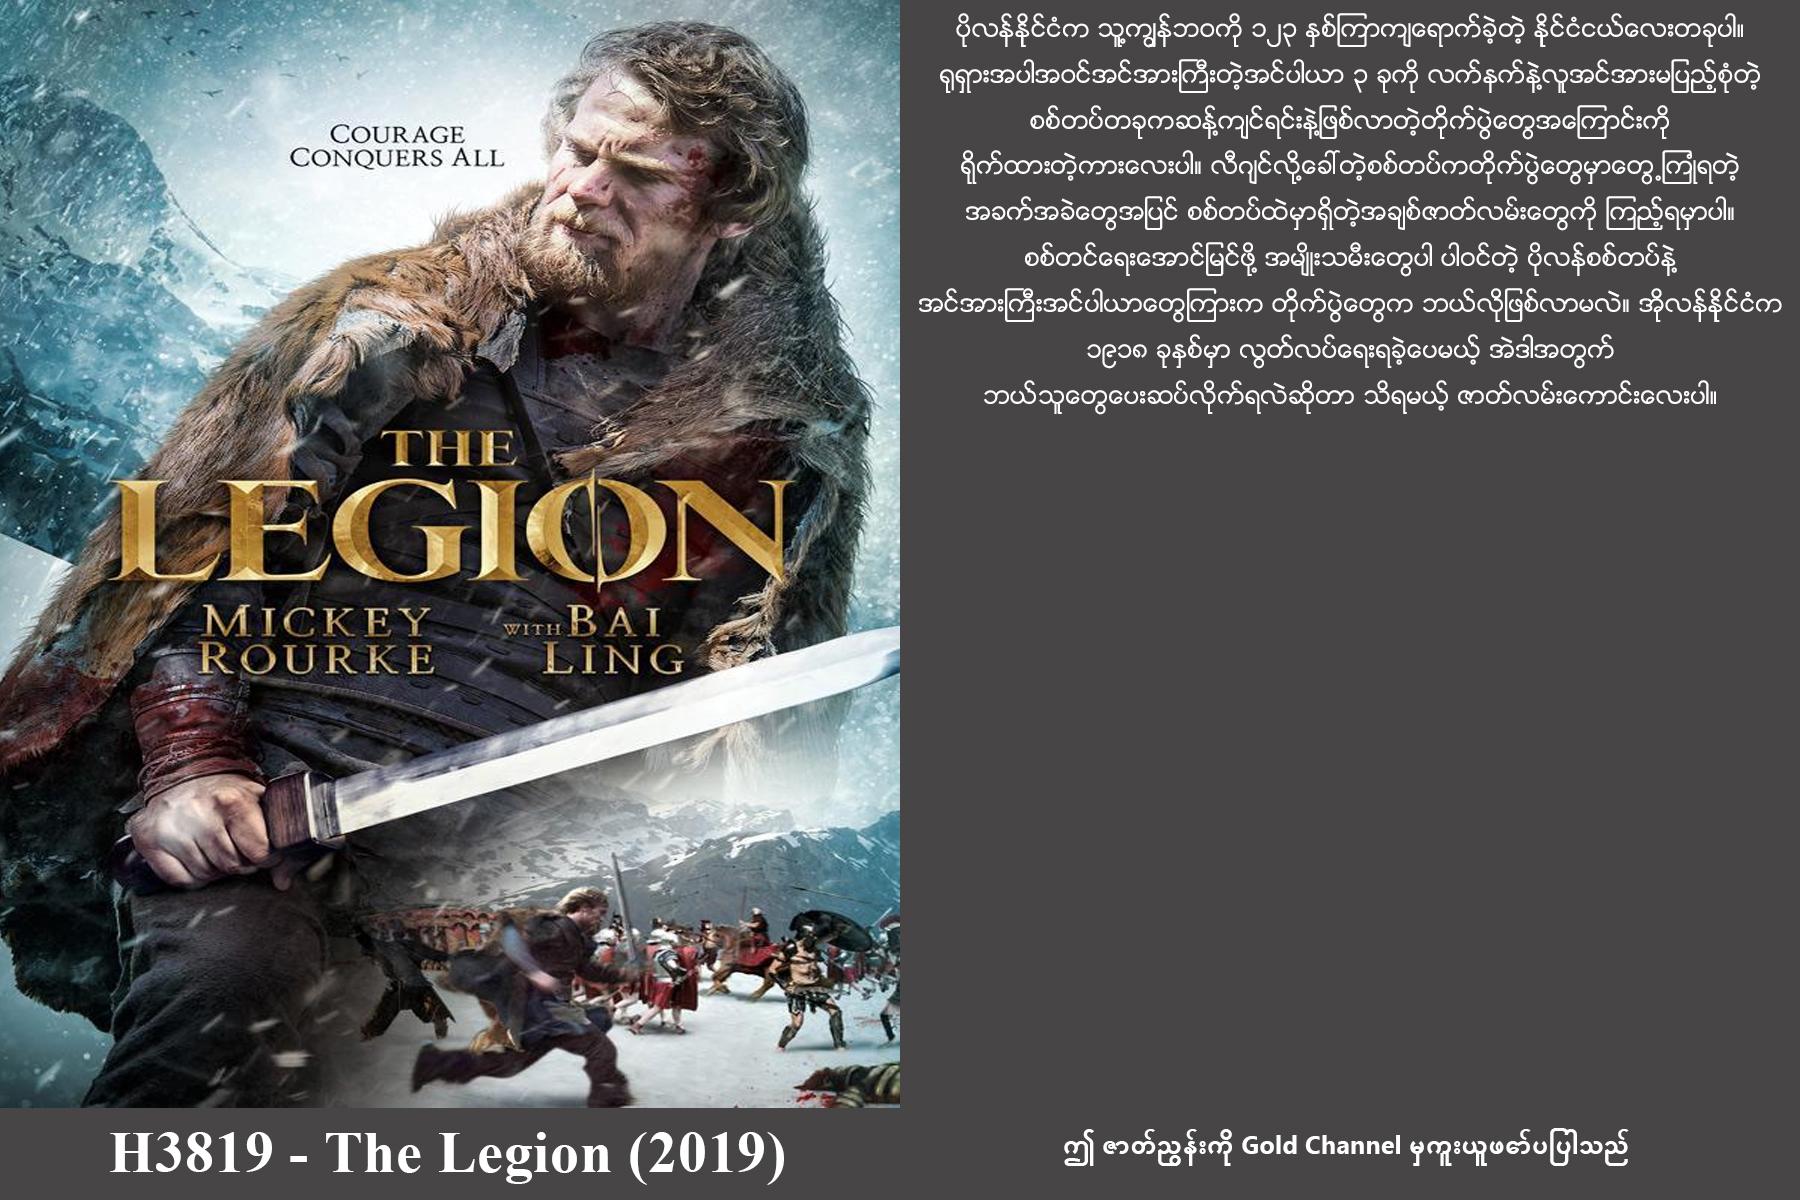 COURAGE
CONQUERS ALL
THE
LEGION
MICKEY
ROURKE
WITH BAI
LING
H3819 - The Legion (2019)
ပိုလန်နိုင်ငံက သူ့ကျွန်ဘဝကို ၁၂၃ နှစ်ကြာကျရောက်ခဲ့တဲ့ နိုင်ငံငယ်လေးတခုပါ။
ရုရှားအပါအဝင်အင်အားကြီးတဲ့အင်ပါယာ ၃ ခုကို လက်နက်နဲ့လူအင်အားမပြည့်စုံတဲ့
စစ်တပ်တခုကဆန့်ကျင်ရင်းနဲ့ဖြစ်လာတဲ့တိုက်ပွဲတွေအကြောင်းကို
ရိုက်ထားတဲ့ကားလေးပါ။ လီဂျင်လို့ခေါ်တဲ့စစ်တပ်ကတိုက်ပွဲတွေမှာတွေ့ကြုံရတဲ့
အခက်အခဲတွေအပြင် စစ်တပ်ထဲမှာရှိတဲ့အချစ်ဇာတ်လမ်းတွေကို ကြည့်ရမှာပါ။
စစ်တင်ရေးအောင်မြင်ဖို့ အမျိုးသမီးတွေပါ ပါဝင်တဲ့ ပိုလန်စစ်တပ်နဲ့
အင်အားကြီးအင်ပါယာတွေကြားက တိုက်ပွဲတွေက ဘယ်လိုဖြစ်လာမလဲ။ အိုလန်နိုင်ငံက
၁၉၁၈ ခုနှစ်မှာ လွတ်လပ်ရေးရခဲ့ပေမယ့် အဲဒါအတွက်
ဘယ်သူတွေပေးဆပ်လိုက်ရလဲဆိုတာ သိရမယ့် ဇာတ်လမ်းကောင်းလေးပါ။
ဤ ဇာတ်ညွှန်းကို Gold Channel မှကူးယူဖော်ပပြါသည်